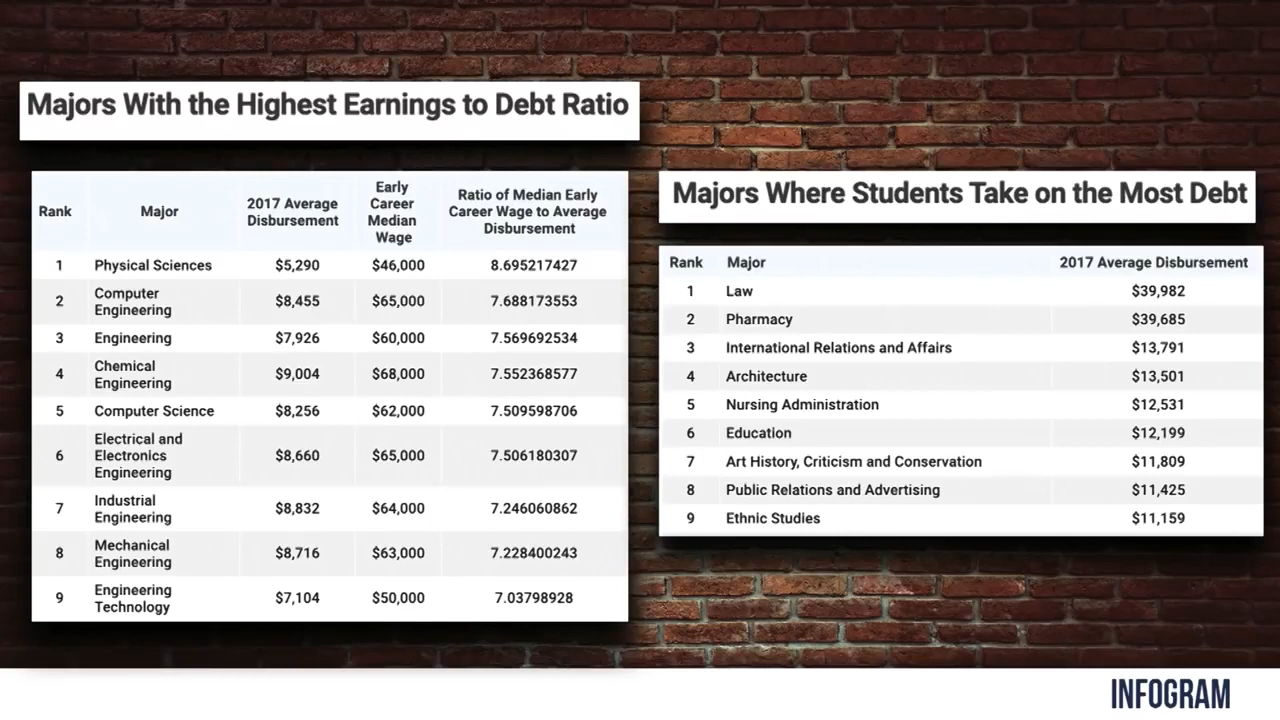 Majors With the Highest Earnings to Debt Ratio
Rank Major 2017 Average Disbursement Early Career Median Wage Ratio of Median Early Career Wage to Average Disbursement
1 Physical Sciences $5,290 $46,000 8.695217427
2 Computer Engineering $8,455 $65,000 7.688173553
3 Engineering $7,926 $60,000 7.569692534
4 Chemical Engineering $9,004 $68,000 7.552368577
5 Computer Science $8,256 $62,000 7.509598706
6 Electrical and Electronics Engineering $8,660 $65,000 7.506180307
7 Industrial Engineering $8,832 $64,000 7.246060862
8 Mechanical Engineering $8,716 $63,000 7.228400243
9 Engineering Technology $7,104 $50,000 7.03798928
Majors Where Students Take on the Most Debt
Rank Major 2017 Average Disbursement
1 Law $39,982
2 Pharmacy $39,685
3 International Relations and Affairs $13,791
4 Architecture $13,501
5 Nursing Administration $12,531
6 Education $12,199
7 Art History, Criticism and Conservation $11,809
8 Public Relations and Advertising $11,425
9 Ethnic Studies $11,159
INFOGRAM